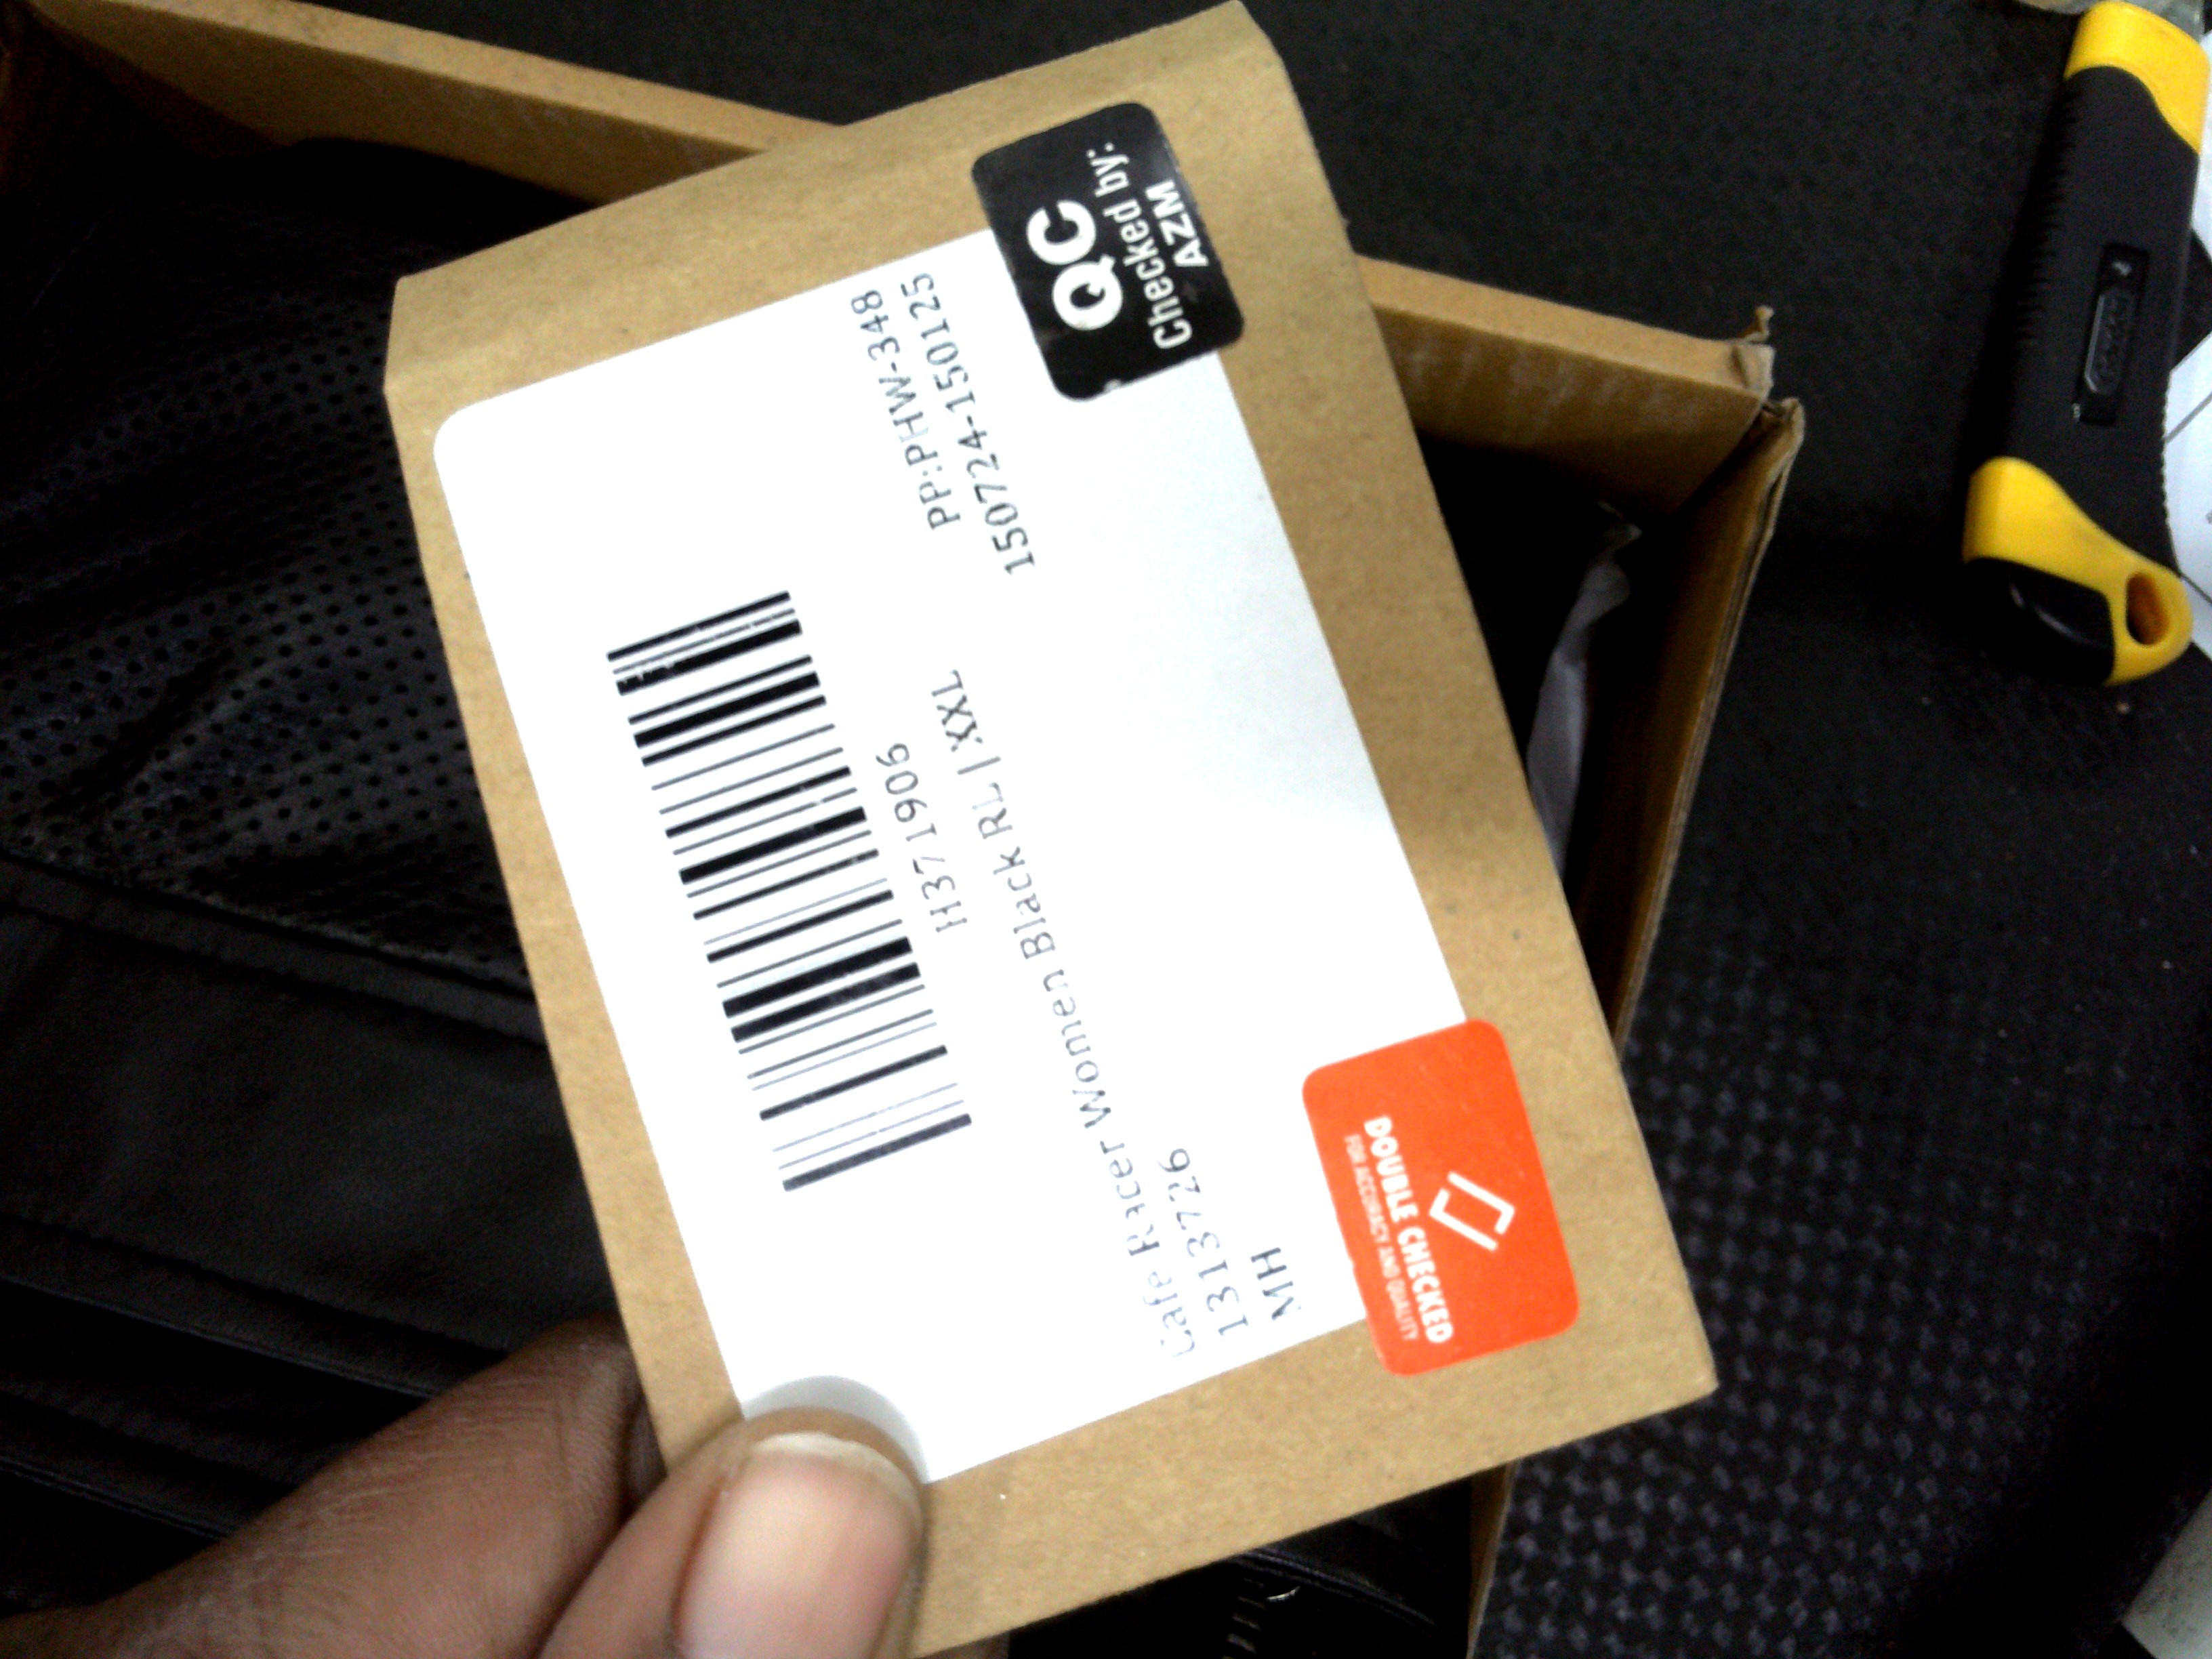 PP:PHW-348
150724-150125
H371906
Cafe Racer Women Black RL / XXL
1313726
MH
QC
Checked by:
AZM
DOUBLE CHECKED
FOR ACCURACY AND QUALITY